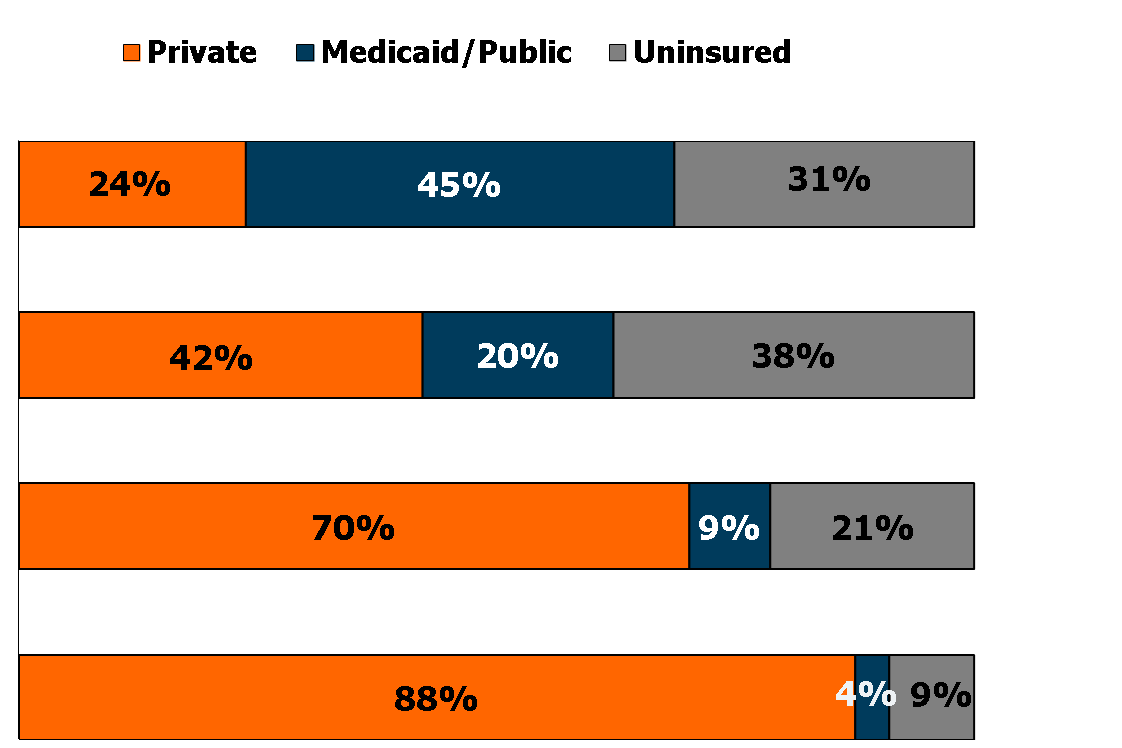 Private Medicaid/Public Uninsured
24% 45% 31%
42% 20% 38%
70% 9% 21%
88% 4% 9%